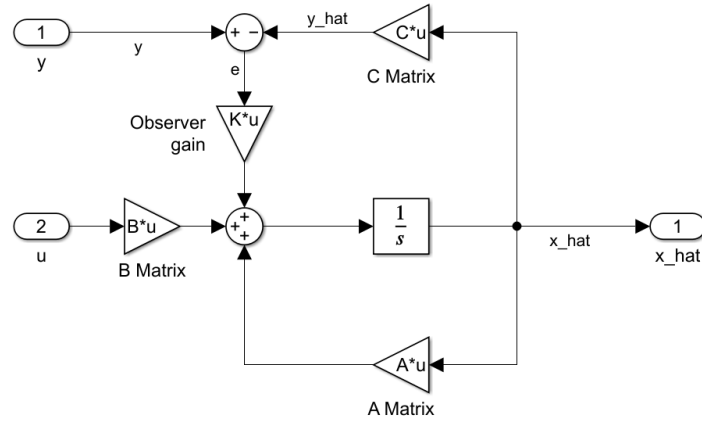 1
y
y
+ −
y_hat
C*u
C Matrix
e
Observer
gain
K*u
2
u
B*u
B Matrix
+
+
+
1
s
x_hat
1
x_hat
A*u
A Matrix